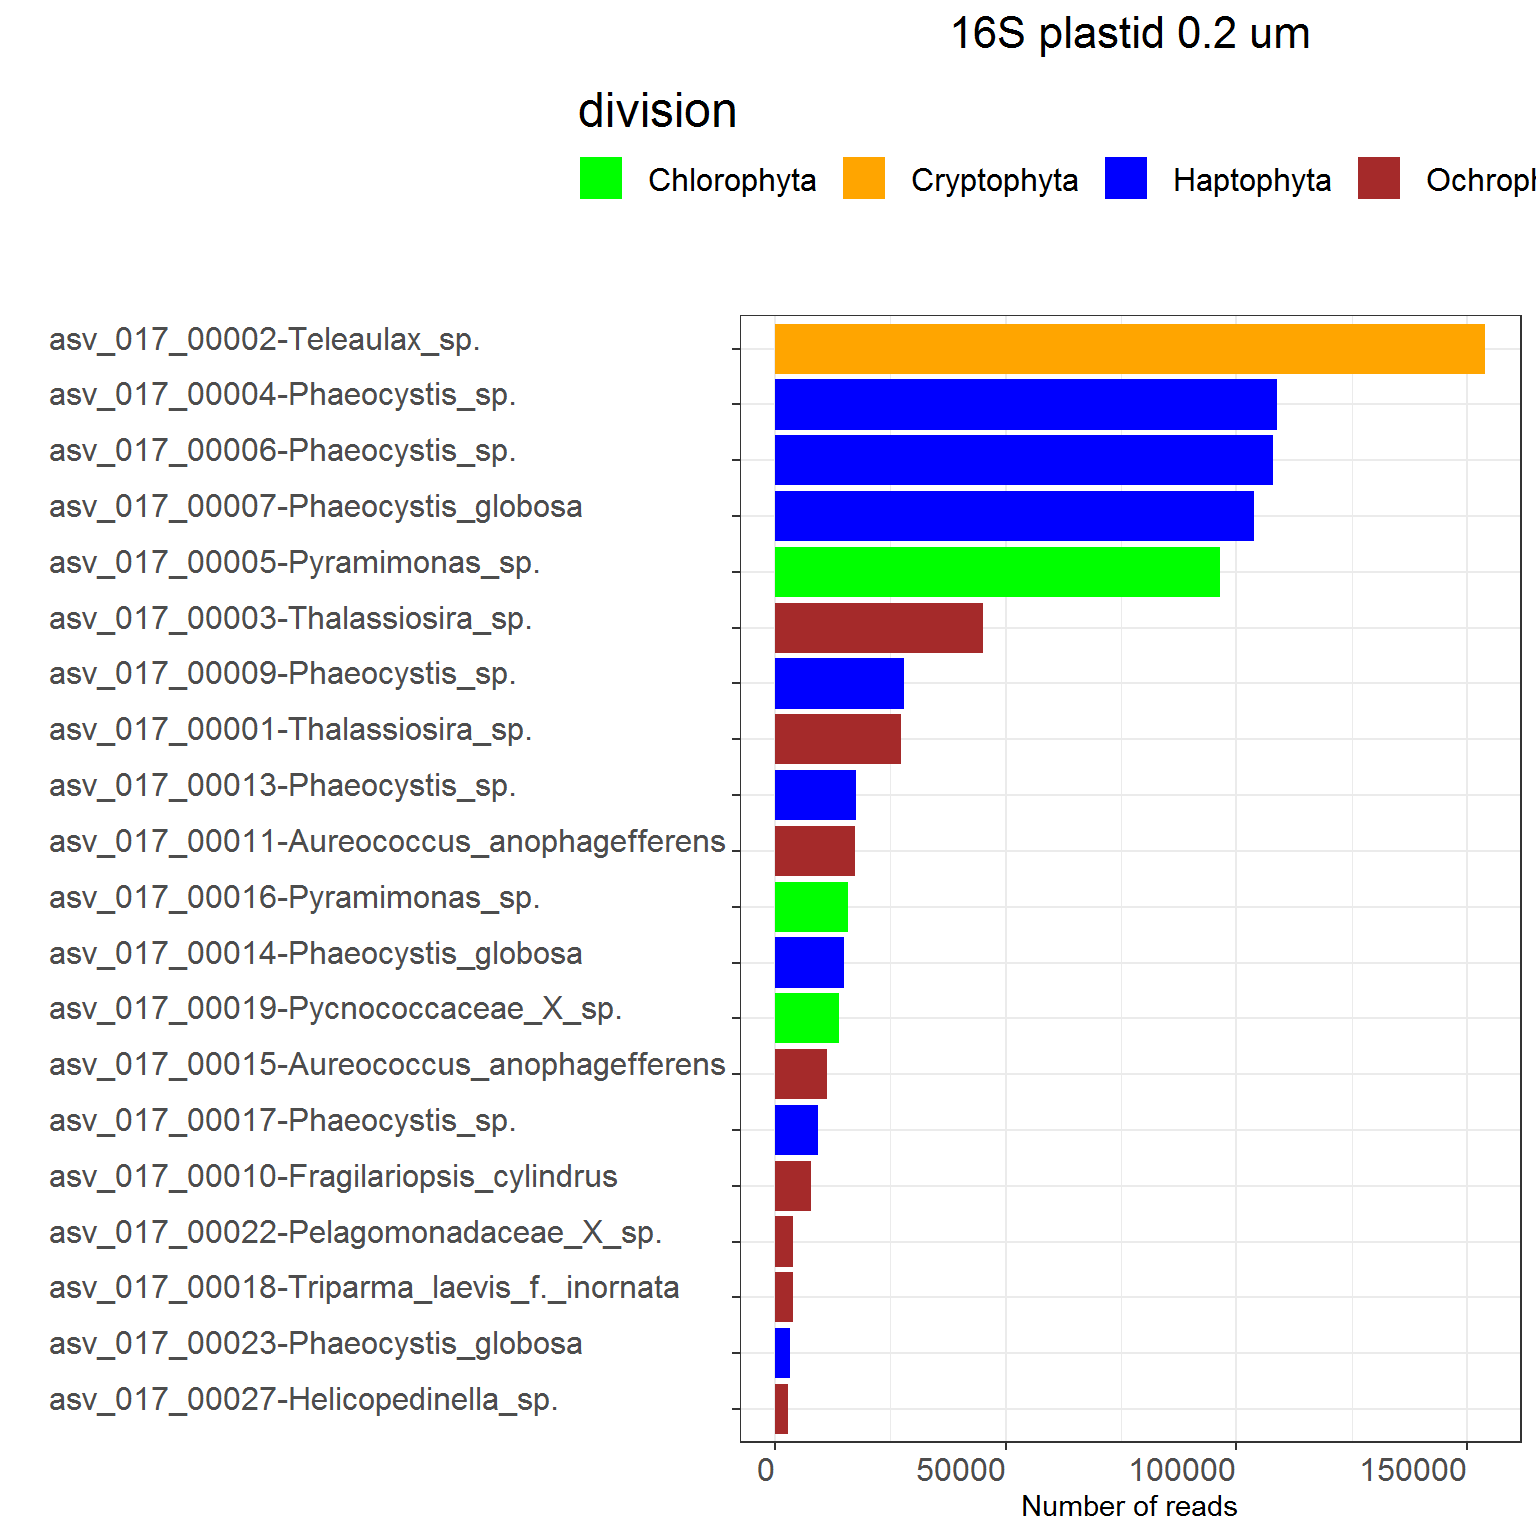 16S plastid 0.2 um
division
Chlorophyta Cryptophyta Haptophyta Ochrop
asv_017_00002-Teleaulax_sp.
asv_017_00004-Phaeocystis_sp.
asv_017_00006-Phaeocystis_sp.
asv_017_00007-Phaeocystis_globosa
asv_017_00005-Pyramimonas_sp.
asv_017_00003-Thalassiosira_sp.
asv_017_00009-Phaeocystis_sp.
asv_017_00001-Thalassiosira_sp.
asv_017_00013-Phaeocystis_sp.
asv_017_00011-Aureococcus_anophagefferens
asv_017_00016-Pyramimonas_sp.
asv_017_00014-Phaeocystis_globosa
asv_017_00019-Pycnococcaceae_X_sp.
asv_017_00015-Aureococcus_anophagefferens
asv_017_00017-Phaeocystis_sp.
asv_017_00010-Fragilariopsis_cylindrus
asv_017_00022-Pelagomonadaceae_X_sp.
asv_017_00018-Triparma_laevis_f._inornata
asv_017_00023-Phaeocystis_globosa
asv_017_00027-Helicopedinella_sp.
0 50000 100000 150000
Number of reads